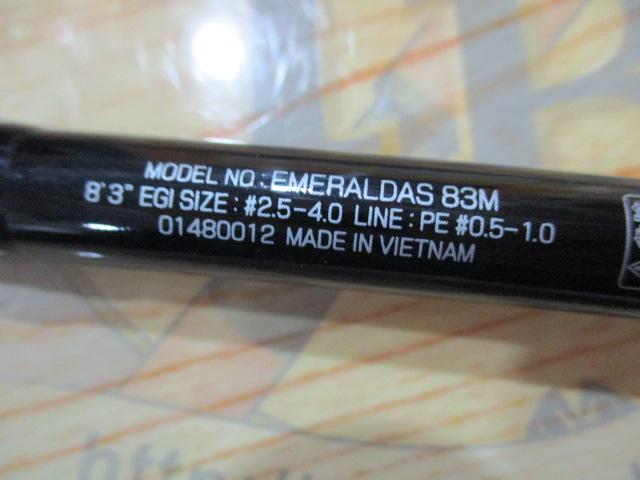 MODEL NO.: EMERALDAS 83M
8'3" EGI SIZE : #2.5-4.0 LINE : PE #0.5-1.0
01480012 MADE IN VIETNAM
http://